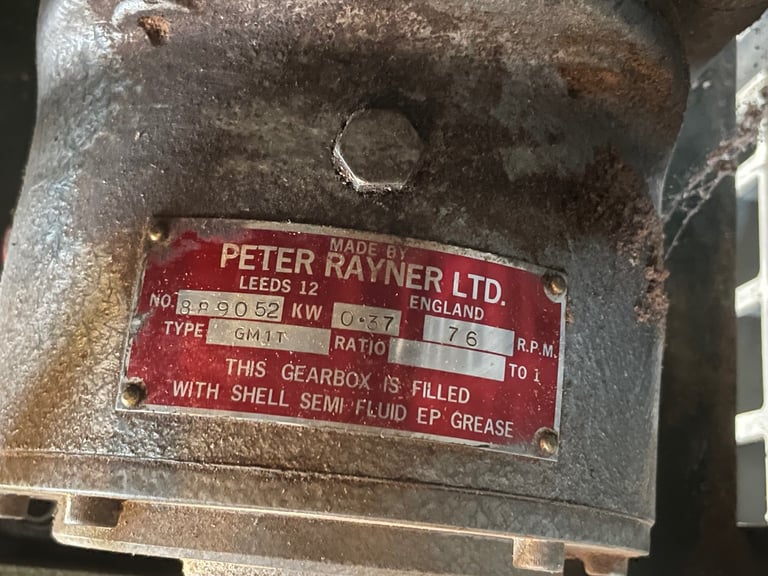 MADE BY
PETER RAYNER LTD.
LEEDS 12 ENGLAND
NO. 889052 KW 0.37 76 R.P.M.
TYPE GM1T RATIO TO 1
THIS GEARBOX IS FILLED
WITH SHELL SEMI FLUID EP GREASE